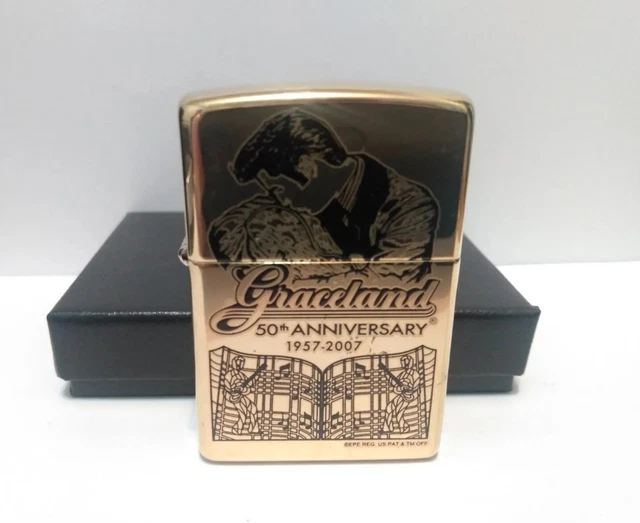 Graceland®
50th ANNIVERSARY
1957-2007
©EPE.REG. US.PAT & TM OFF.